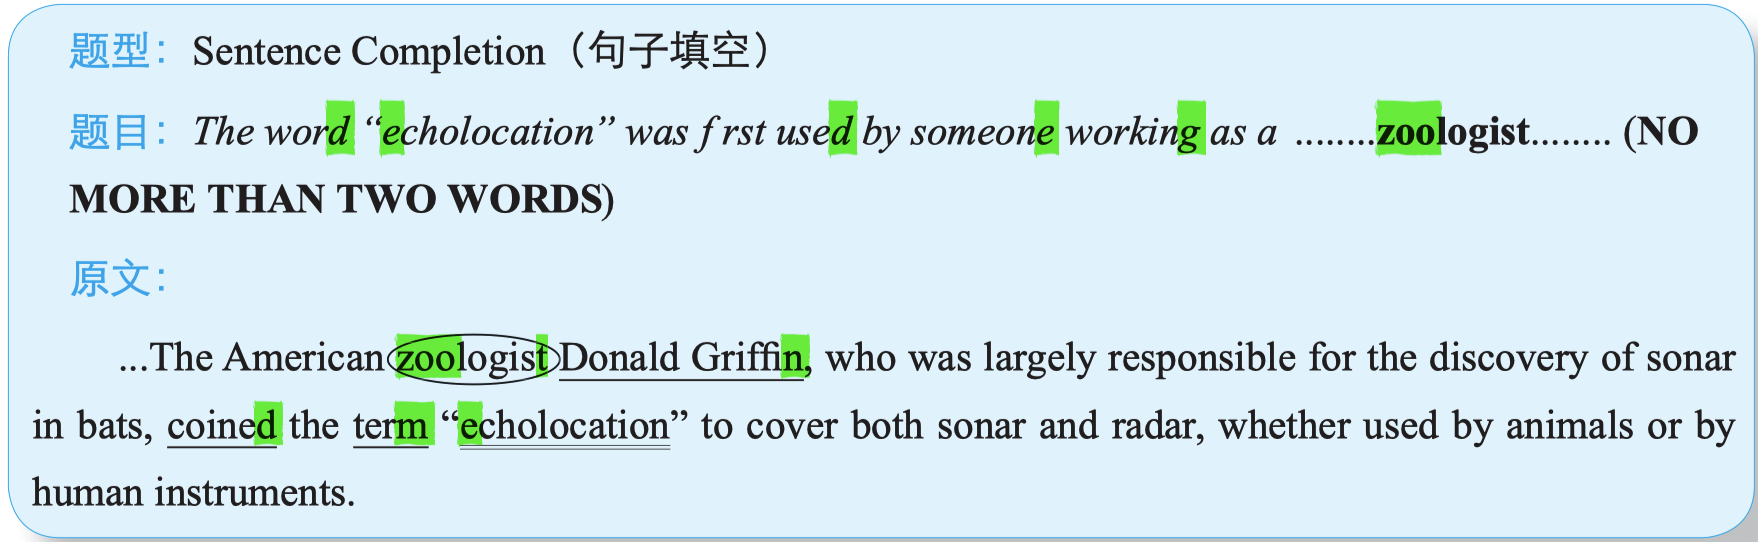 题型：Sentence Completion（句子填空）
题目：The word “echolocation” was f rst used by someone working as a ........zoologist........ (NO
MORE THAN TWO WORDS)
原文：
...The American zoologist Donald Griffin, who was largely responsible for the discovery of sonar
in bats, coined the term “echolocation” to cover both sonar and radar, whether used by animals or by
human instruments.